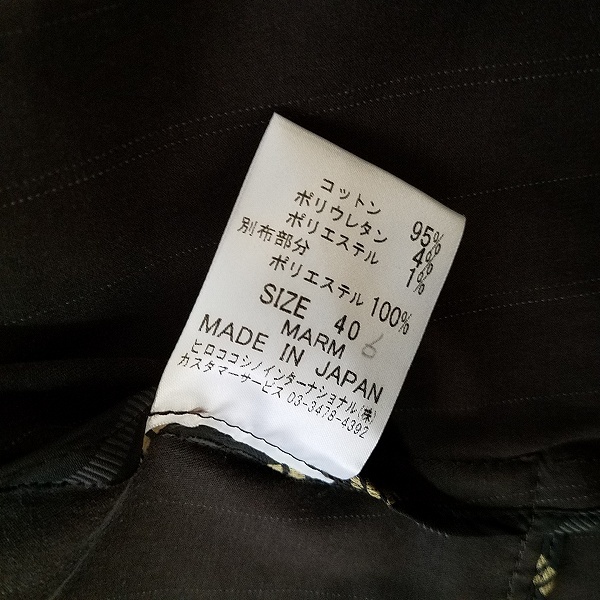 コットン 95%
ポリウレタン 4%
ポリエステル 1%
別布部分
ポリエステル 100%
SIZE 40
MARM 6
MADE IN JAPAN
ヒロココシノインターナショナル(株)
カスタマーサービス 03-3478-4392